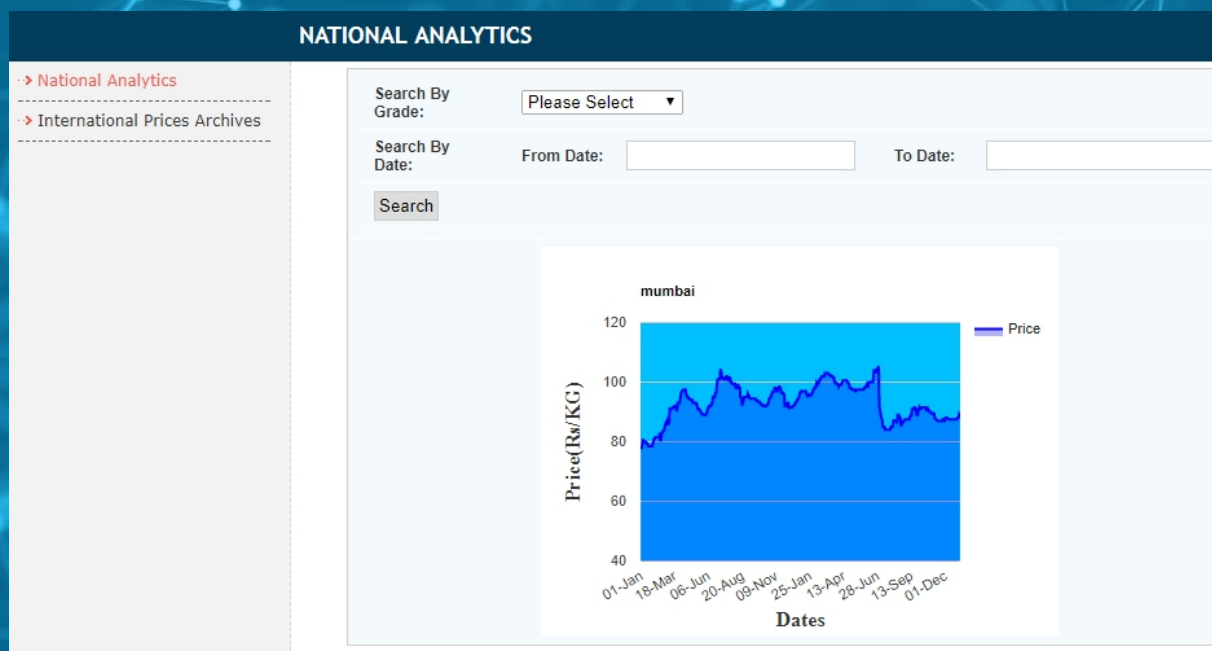 NATIONAL ANALYTICS
National Analytics
International Prices Archives
Search By
Grade:
Please Select
Search By
Date:
From Date:
To Date:
Search
mumbai
Price
Price(Rs/KG)
120
100
80
60
40
01-Jan
18-Mar
06-Jun
20-Aug
09-Nov
25-Jan
13-Apr
28-Jun
13-Sep
01-Dec
Dates